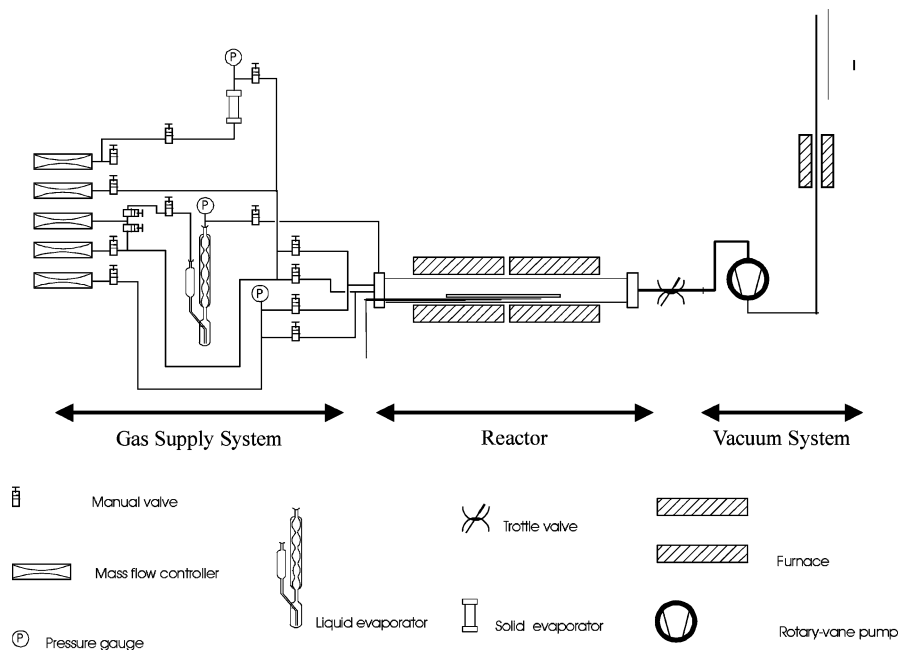 P
P
P
Gas Supply System
Reactor
Vacuum System
Manual valve
Trottle valve
Mass flow controller
Furnace
Liquid evaporator
Solid evaporator
Rotary-vane pump
P
Pressure gauge